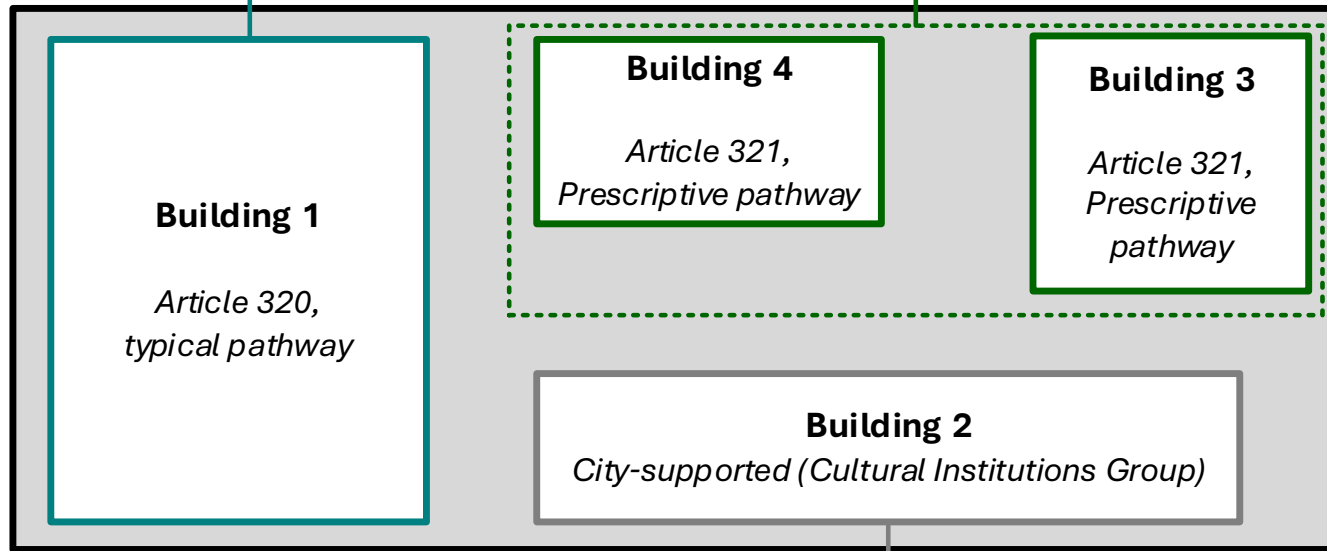 Building 1
Article 320,
typical pathway
Building 4
Article 321,
Prescriptive pathway
Building 3
Article 321,
Prescriptive
pathway
Building 2
City-supported (Cultural Institutions Group)